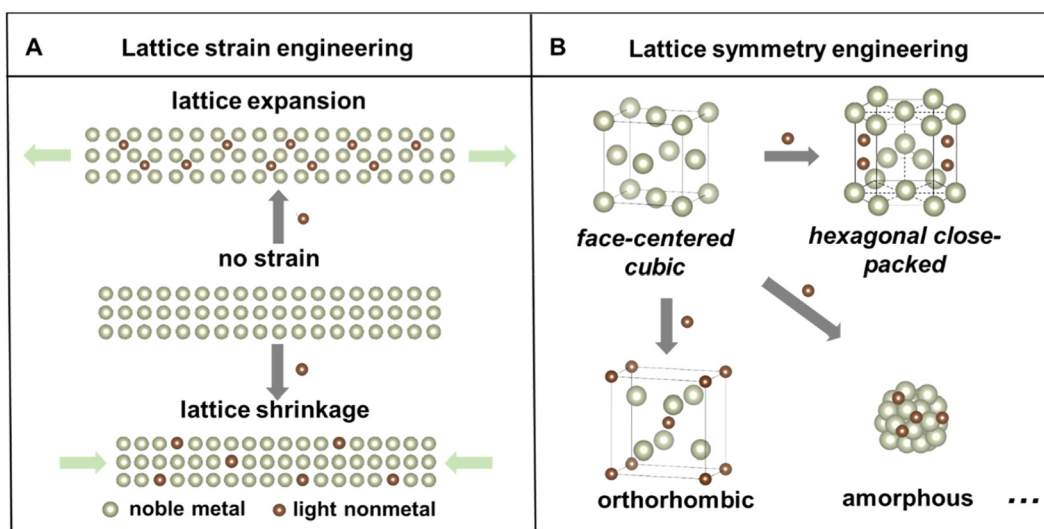 A Lattice strain engineering
lattice expansion
no strain
lattice shrinkage
noble metal light nonmetal
B Lattice symmetry engineering
face-centered
cubic
hexagonal close-
packed
orthorhombic
amorphous ...